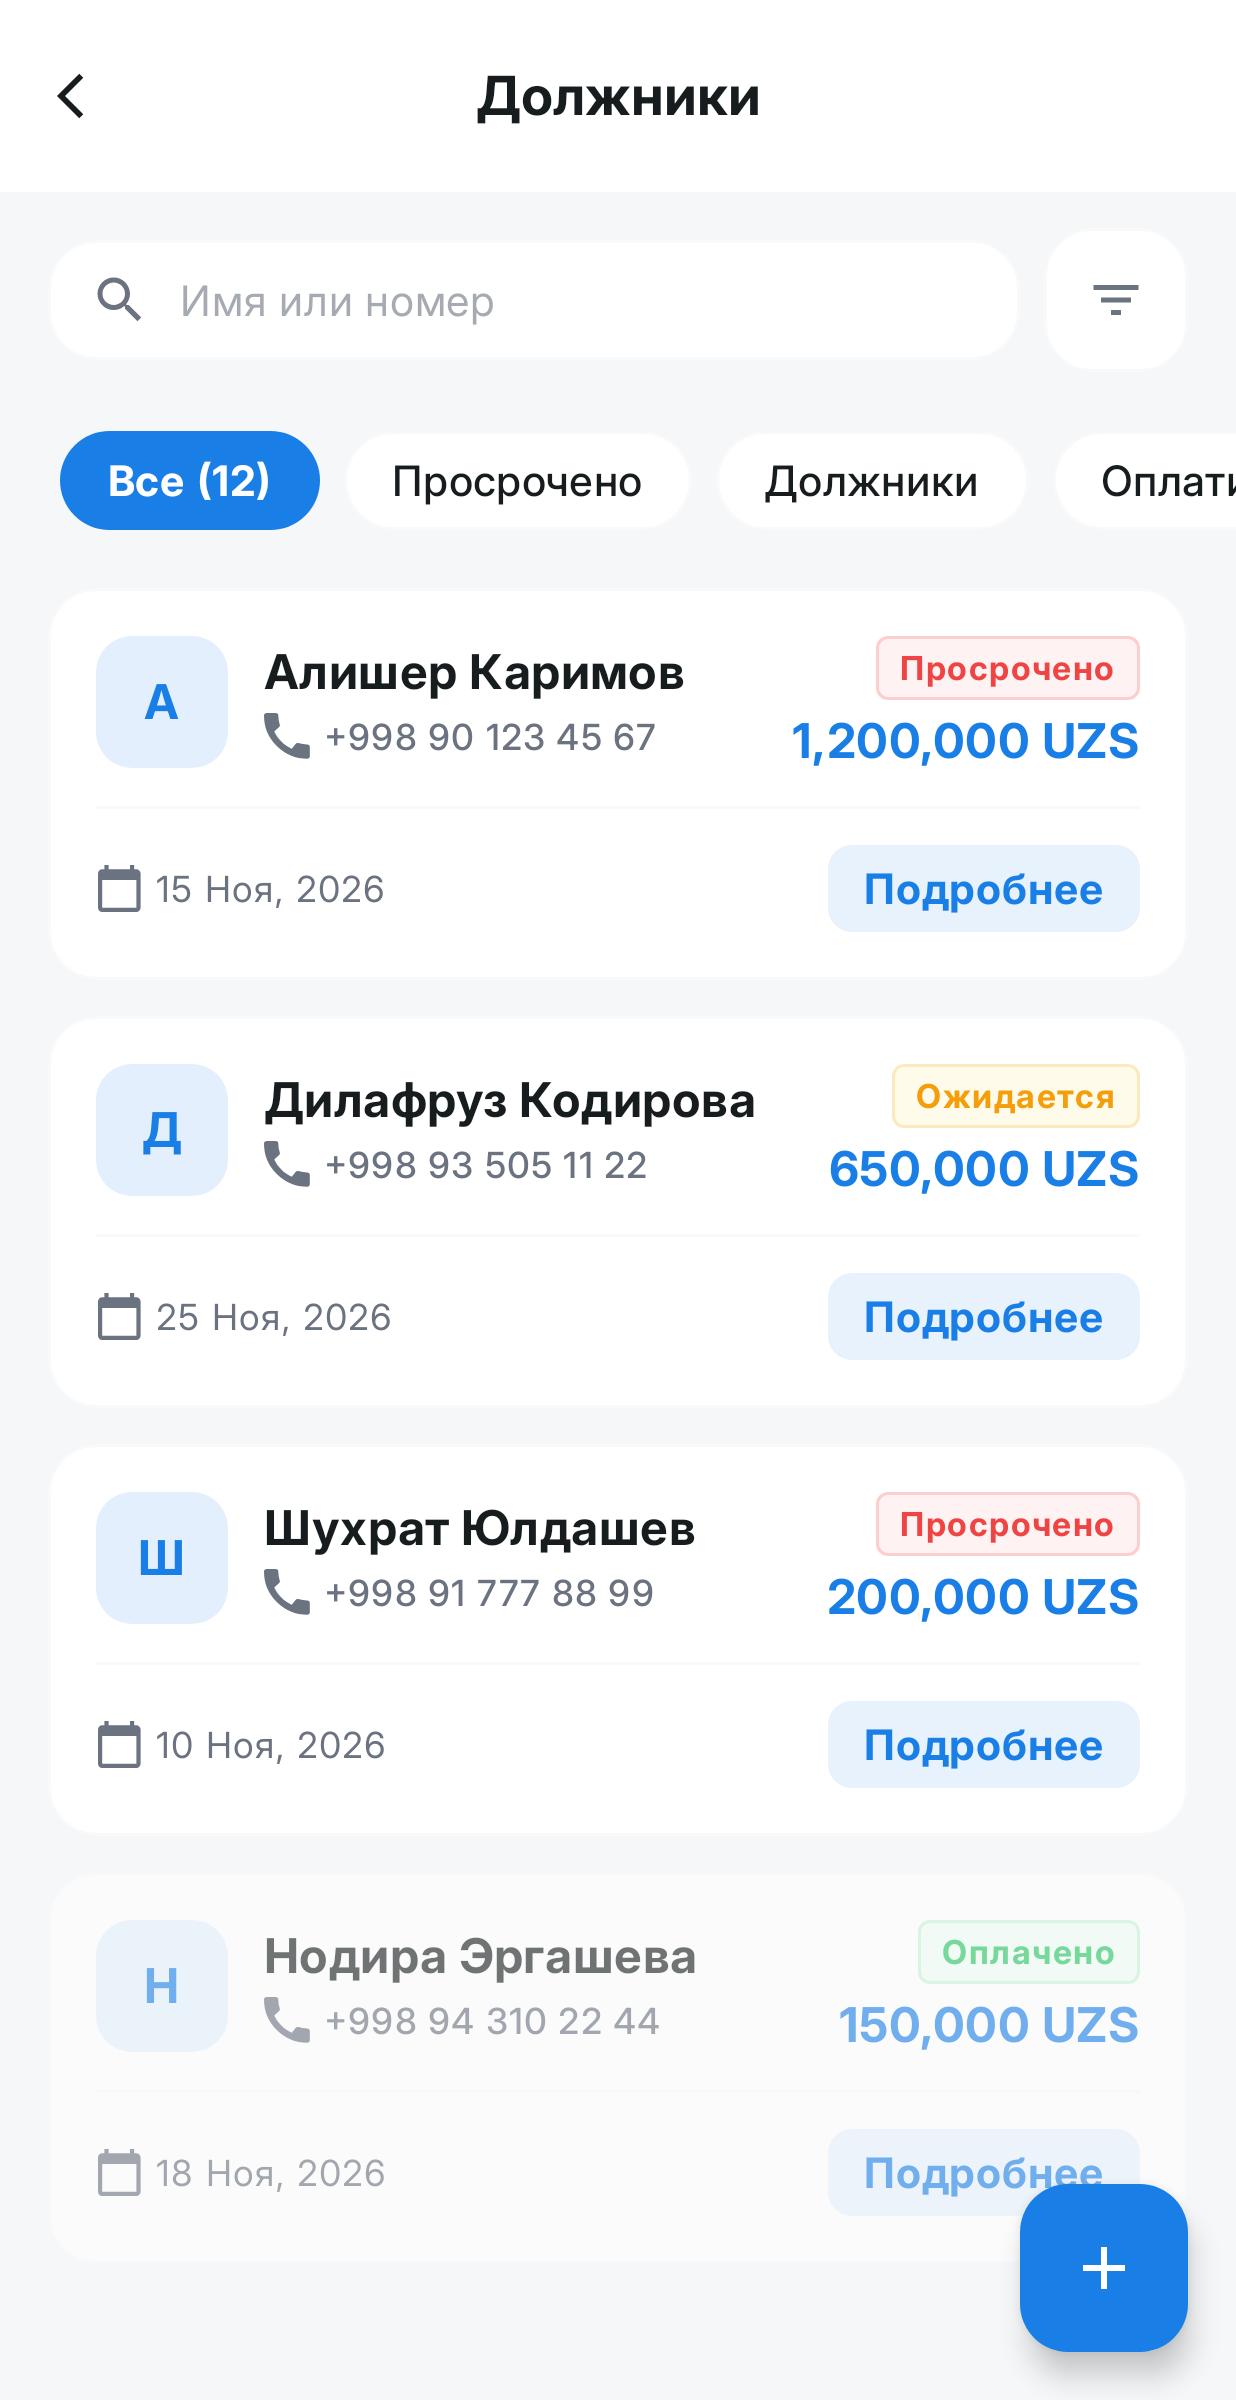 Должники
Имя или номер
Все (12)
Просрочено
Должники
Оплати
А
Алишер Каримов
Просрочено
+998 90 123 45 67
1,200,000 UZS
15 Ноя, 2026
Подробнее
Д
Дилафруз Кодирова
Ожидается
+998 93 505 11 22
650,000 UZS
25 Ноя, 2026
Подробнее
Ш
Шухрат Юлдашев
Просрочено
+998 91 777 88 99
200,000 UZS
10 Ноя, 2026
Подробнее
Н
Нодира Эргашева
Оплачено
+998 94 310 22 44
150,000 UZS
18 Ноя, 2026
Подробнее